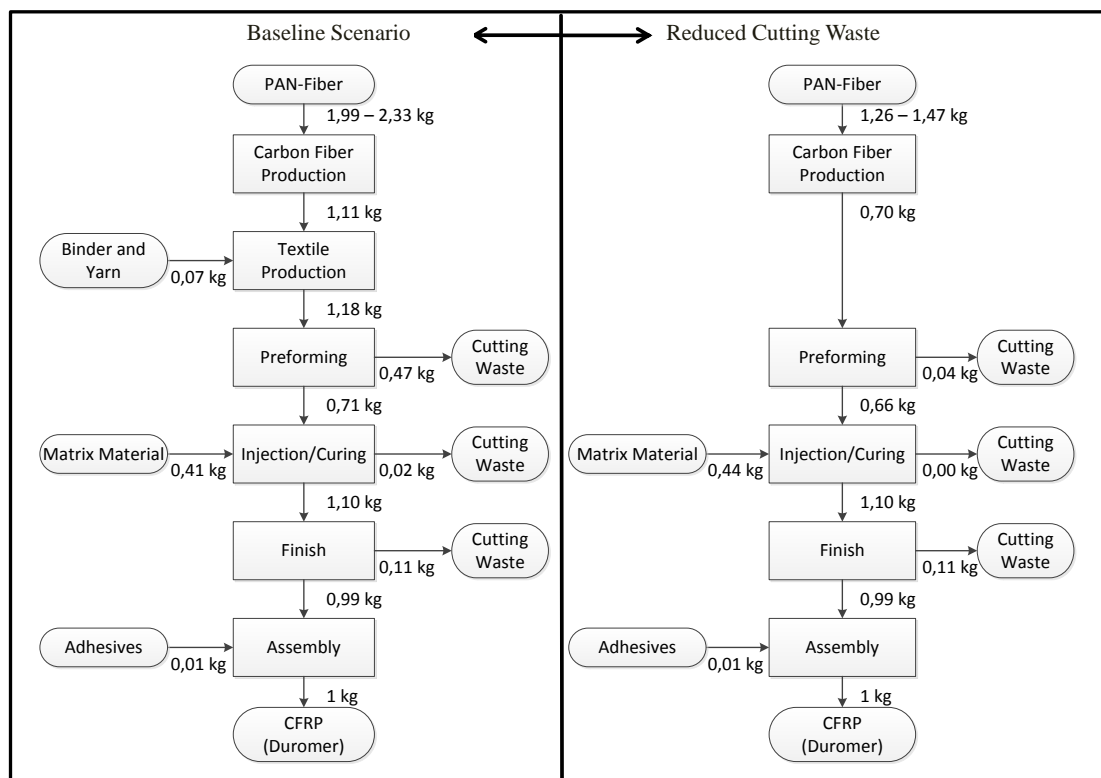 Baseline Scenario
PAN-Fiber
1,99 – 2,33 kg
Carbon Fiber
Production
1,11 kg
Binder and
Yarn
0,07 kg
Textile
Production
1,18 kg
Preforming
0,47 kg
Cutting
Waste
0,71 kg
Matrix Material
0,41 kg
Injection/Curing
0,02 kg
Cutting
Waste
1,10 kg
Finish
0,11 kg
Cutting
Waste
0,99 kg
Adhesives
0,01 kg
Assembly
1 kg
CFRP
(Duromer)
Reduced Cutting Waste
PAN-Fiber
1,26 – 1,47 kg
Carbon Fiber
Production
0,70 kg
Preforming
0,04 kg
Cutting
Waste
0,66 kg
Matrix Material
0,44 kg
Injection/Curing
0,00 kg
Cutting
Waste
1,10 kg
Finish
0,11 kg
Cutting
Waste
0,99 kg
Adhesives
0,01 kg
Assembly
1 kg
CFRP
(Duromer)